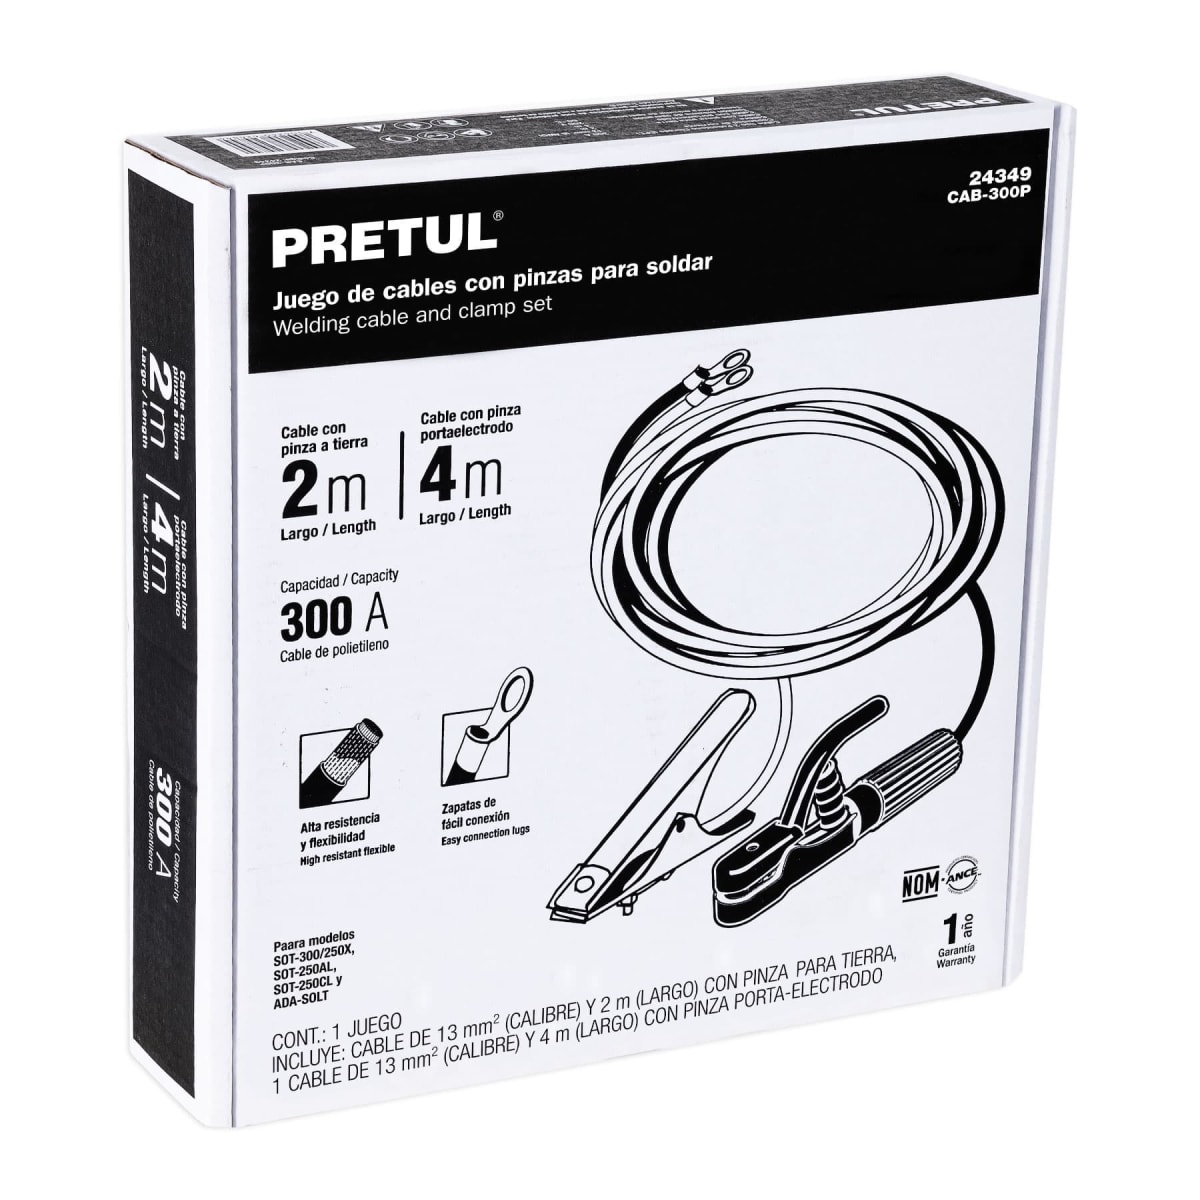 PRETUL
24349
CAB-300P
PRETUL®
Juego de cables con pinzas para soldar
Welding cable and clamp set
Cable con
pinza a tierra
2 m
Largo / Length
Cable con pinza
portaelectrodo
4 m
Largo / Length
Capacidad / Capacity
300 A
Cable de polietileno
Alta resistencia
y flexibilidad
High resistant flexible
Zapatas de
fácil conexión
Easy connection lugs
NOM-ANCE
1 año
Garantía
Warranty
Paara modelos
SOT-300/250X,
SOT-250AL,
SOT-250CL y
ADA-SOLT
CONT.: 1 JUEGO
INCLUYE: CABLE DE 13 mm² (CALIBRE) Y 2 m (LARGO) CON PINZA PARA TIERRA,
1 CABLE DE 13 mm² (CALIBRE) Y 4 m (LARGO) CON PINZA PORTA-ELECTRODO
Cable con
pinza a tierra
2 m
Largo / Length
Cable con pinza
portaelectrodo
4 m
Largo / Length
Capacidad / Capacity
300 A
Cable de polietileno